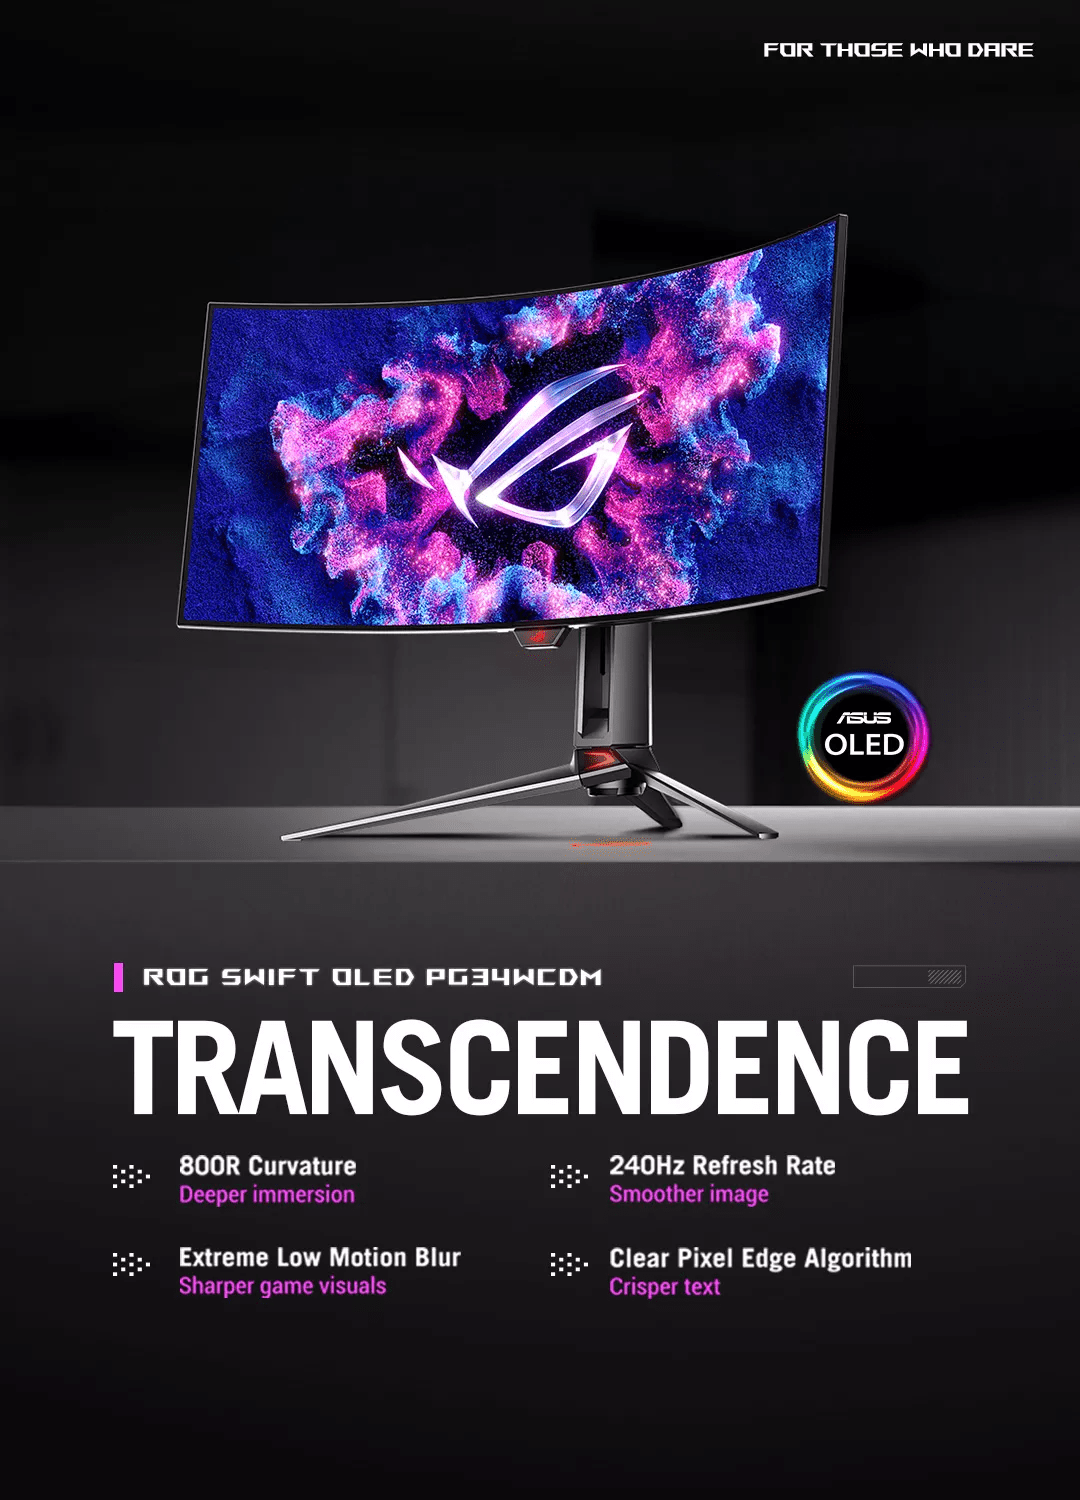 FOR THOSE WHO DARE
ASUS
OLED
ROG SWIFT OLED PG34WCDM
TRANSCENDENCE
800R Curvature
Deeper immersion
240Hz Refresh Rate
Smoother image
Extreme Low Motion Blur
Sharper game visuals
Clear Pixel Edge Algorithm
Crisper text